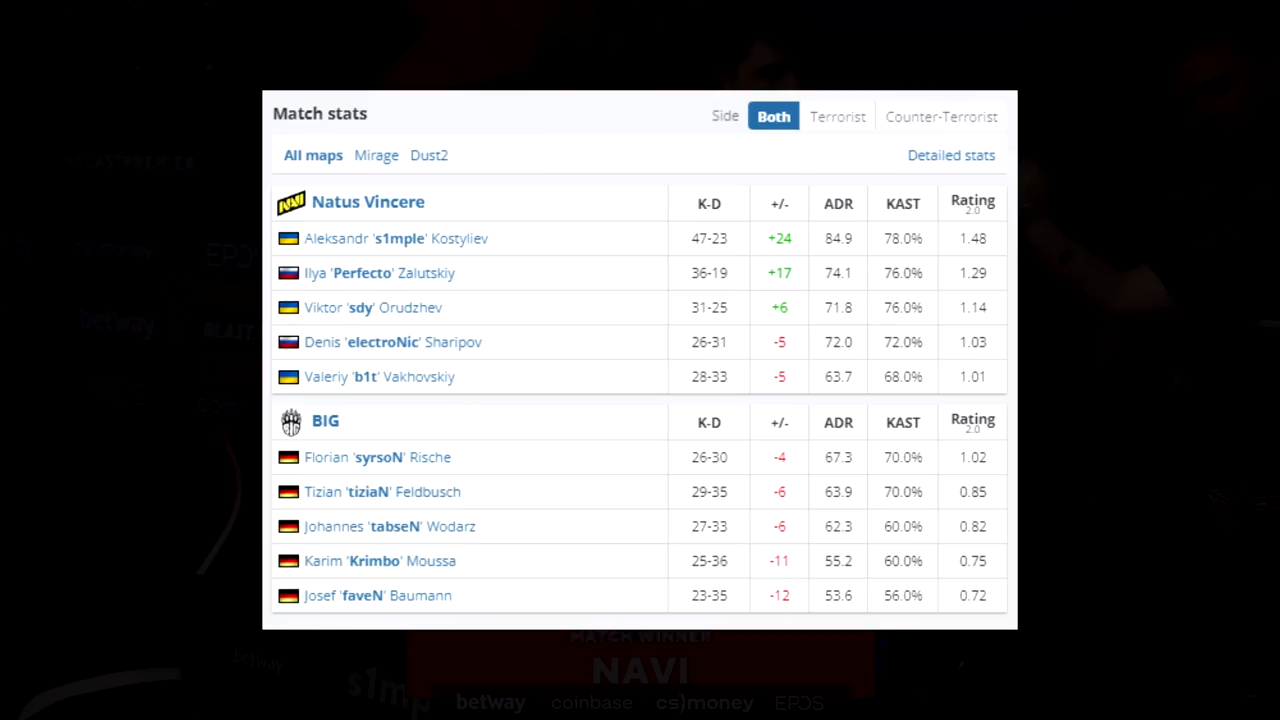 Match stats
Side Both Terrorist Counter-Terrorist
All maps Mirage Dust2 Detailed stats
Natus Vincere K-D +/- ADR KAST Rating 2.0
Aleksandr 's1mple' Kostyliev 47-23 +24 84.9 78.0% 1.48
Ilya 'Perfecto' Zalutskiy 36-19 +17 74.1 76.0% 1.29
Viktor 'sdy' Orudzhev 31-25 +6 71.8 76.0% 1.14
Denis 'electroNic' Sharipov 26-31 -5 72.0 72.0% 1.03
Valeriy 'b1t' Vakhovskiy 28-33 -5 63.7 68.0% 1.01
BIG K-D +/- ADR KAST Rating 2.0
Florian 'syrsoN' Rische 26-30 -4 67.3 70.0% 1.02
Tizian 'tiziaN' Feldbusch 29-35 -6 63.9 70.0% 0.85
Johannes 'tabseN' Wodarz 27-33 -6 62.3 60.0% 0.82
Karim 'Krimbo' Moussa 25-36 -11 55.2 60.0% 0.75
Josef 'faveN' Baumann 23-35 -12 53.6 56.0% 0.72
MATCH WINNER
NAVI
betway
betway coinbase cs)money EPOS